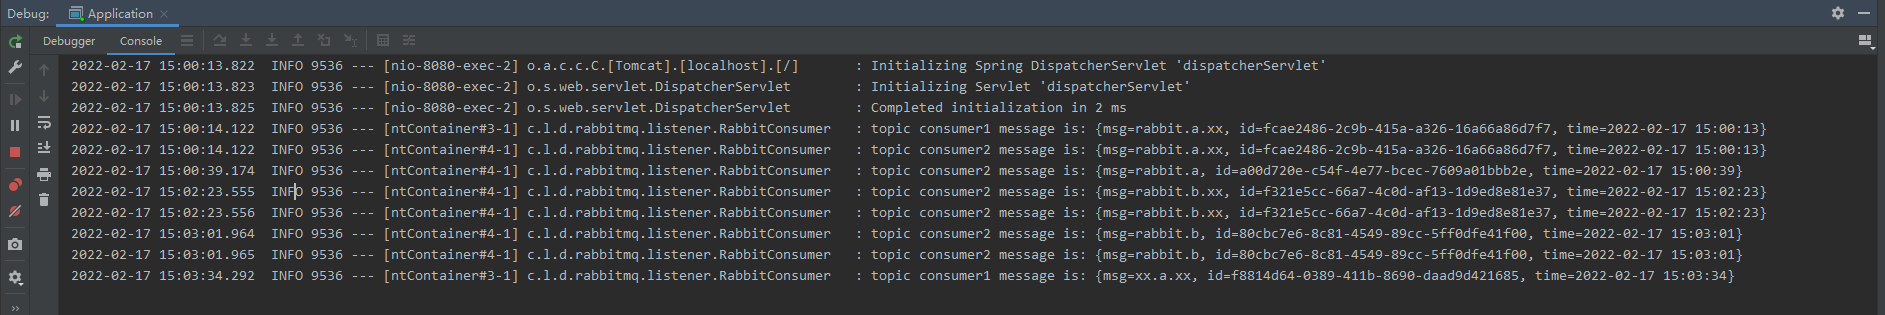 Debug: Application
Debugger Console
2022-02-17 15:00:13.822  INFO 9536 --- [nio-8080-exec-2] o.a.c.c.C.[Tomcat].[localhost].[/]       : Initializing Spring DispatcherServlet 'dispatcherServlet'
2022-02-17 15:00:13.823  INFO 9536 --- [nio-8080-exec-2] o.s.web.servlet.DispatcherServlet        : Initializing Servlet 'dispatcherServlet'
2022-02-17 15:00:13.825  INFO 9536 --- [nio-8080-exec-2] o.s.web.servlet.DispatcherServlet        : Completed initialization in 2 ms
2022-02-17 15:00:14.122  INFO 9536 --- [ntContainer#3-1] c.l.d.rabbitmq.listener.RabbitConsumer   : topic consumer1 message is: {msg=rabbit.a.xx, id=fcae2486-2c9b-415a-a326-16a66a86d7f7, time=2022-02-17 15:00:13}
2022-02-17 15:00:14.122  INFO 9536 --- [ntContainer#4-1] c.l.d.rabbitmq.listener.RabbitConsumer   : topic consumer2 message is: {msg=rabbit.a.xx, id=fcae2486-2c9b-415a-a326-16a66a86d7f7, time=2022-02-17 15:00:13}
2022-02-17 15:00:39.174  INFO 9536 --- [ntContainer#4-1] c.l.d.rabbitmq.listener.RabbitConsumer   : topic consumer2 message is: {msg=rabbit.a, id=a00d720e-c54f-4e77-bcec-7609a01bbb2e, time=2022-02-17 15:00:39}
2022-02-17 15:02:23.555  INFO 9536 --- [ntContainer#4-1] c.l.d.rabbitmq.listener.RabbitConsumer   : topic consumer2 message is: {msg=rabbit.b.xx, id=f321e5cc-66a7-4c0d-af13-1d9ed8e81e37, time=2022-02-17 15:02:23}
2022-02-17 15:02:23.556  INFO 9536 --- [ntContainer#4-1] c.l.d.rabbitmq.listener.RabbitConsumer   : topic consumer2 message is: {msg=rabbit.b.xx, id=f321e5cc-66a7-4c0d-af13-1d9ed8e81e37, time=2022-02-17 15:02:23}
2022-02-17 15:03:01.964  INFO 9536 --- [ntContainer#4-1] c.l.d.rabbitmq.listener.RabbitConsumer   : topic consumer2 message is: {msg=rabbit.b, id=80cbc7e6-8c81-4549-89cc-5ff0dfe41f00, time=2022-02-17 15:03:01}
2022-02-17 15:03:01.965  INFO 9536 --- [ntContainer#4-1] c.l.d.rabbitmq.listener.RabbitConsumer   : topic consumer2 message is: {msg=rabbit.b, id=80cbc7e6-8c81-4549-89cc-5ff0dfe41f00, time=2022-02-17 15:03:01}
2022-02-17 15:03:34.292  INFO 9536 --- [ntContainer#3-1] c.l.d.rabbitmq.listener.RabbitConsumer   : topic consumer1 message is: {msg=xx.a.xx, id=f8814d64-0389-411b-8690-daad9d421685, time=2022-02-17 15:03:34}